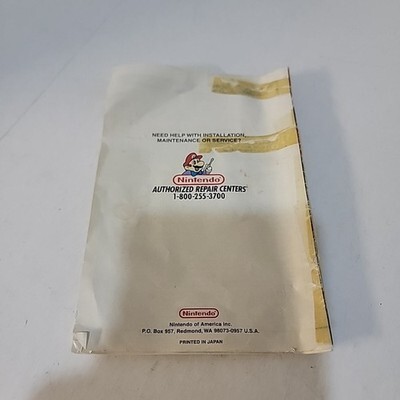 NEED HELP WITH INSTALLATION,
MAINTENANCE OR SERVICE?
Nintendo
AUTHORIZED REPAIR CENTERS
1-800-255-3700
Nintendo
Nintendo of America Inc.
P.O. Box 957, Redmond, WA 98073-0957 U.S.A.
PRINTED IN JAPAN